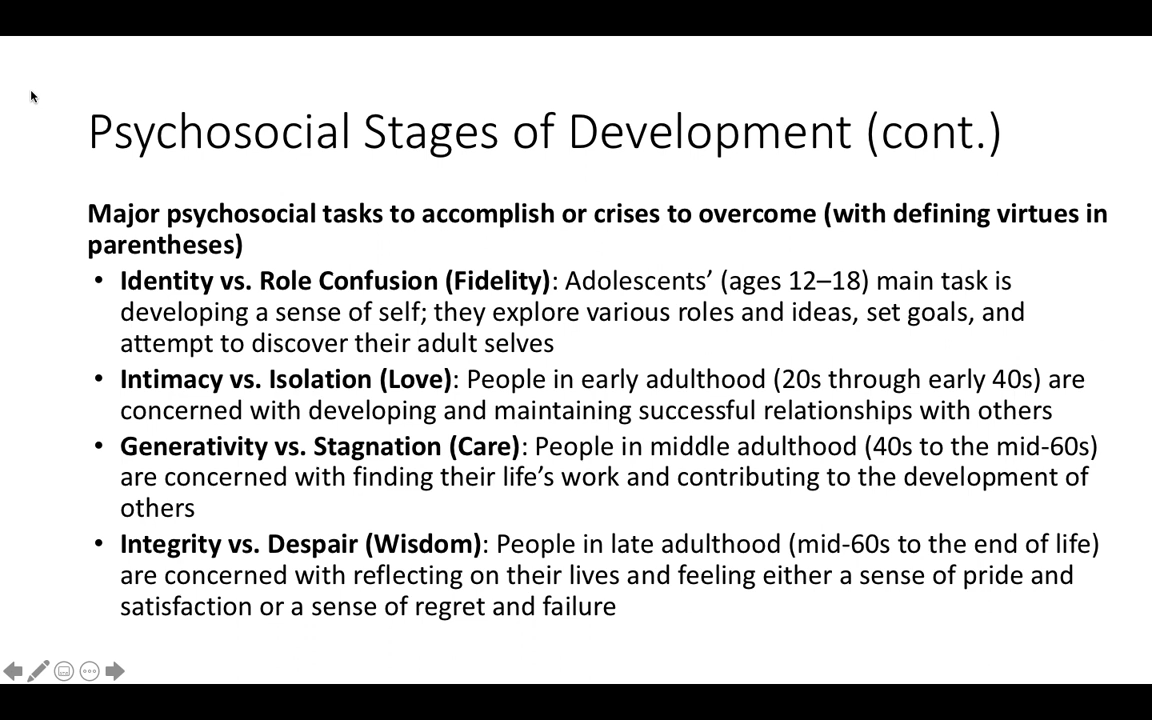 Psychosocial Stages of Development (cont.)
Major psychosocial tasks to accomplish or crises to overcome (with defining virtues in
parentheses)
• Identity vs. Role Confusion (Fidelity): Adolescents’ (ages 12–18) main task is
developing a sense of self; they explore various roles and ideas, set goals, and
attempt to discover their adult selves
• Intimacy vs. Isolation (Love): People in early adulthood (20s through early 40s) are
concerned with developing and maintaining successful relationships with others
• Generativity vs. Stagnation (Care): People in middle adulthood (40s to the mid-60s)
are concerned with finding their life’s work and contributing to the development of
others
• Integrity vs. Despair (Wisdom): People in late adulthood (mid-60s to the end of life)
are concerned with reflecting on their lives and feeling either a sense of pride and
satisfaction or a sense of regret and failure